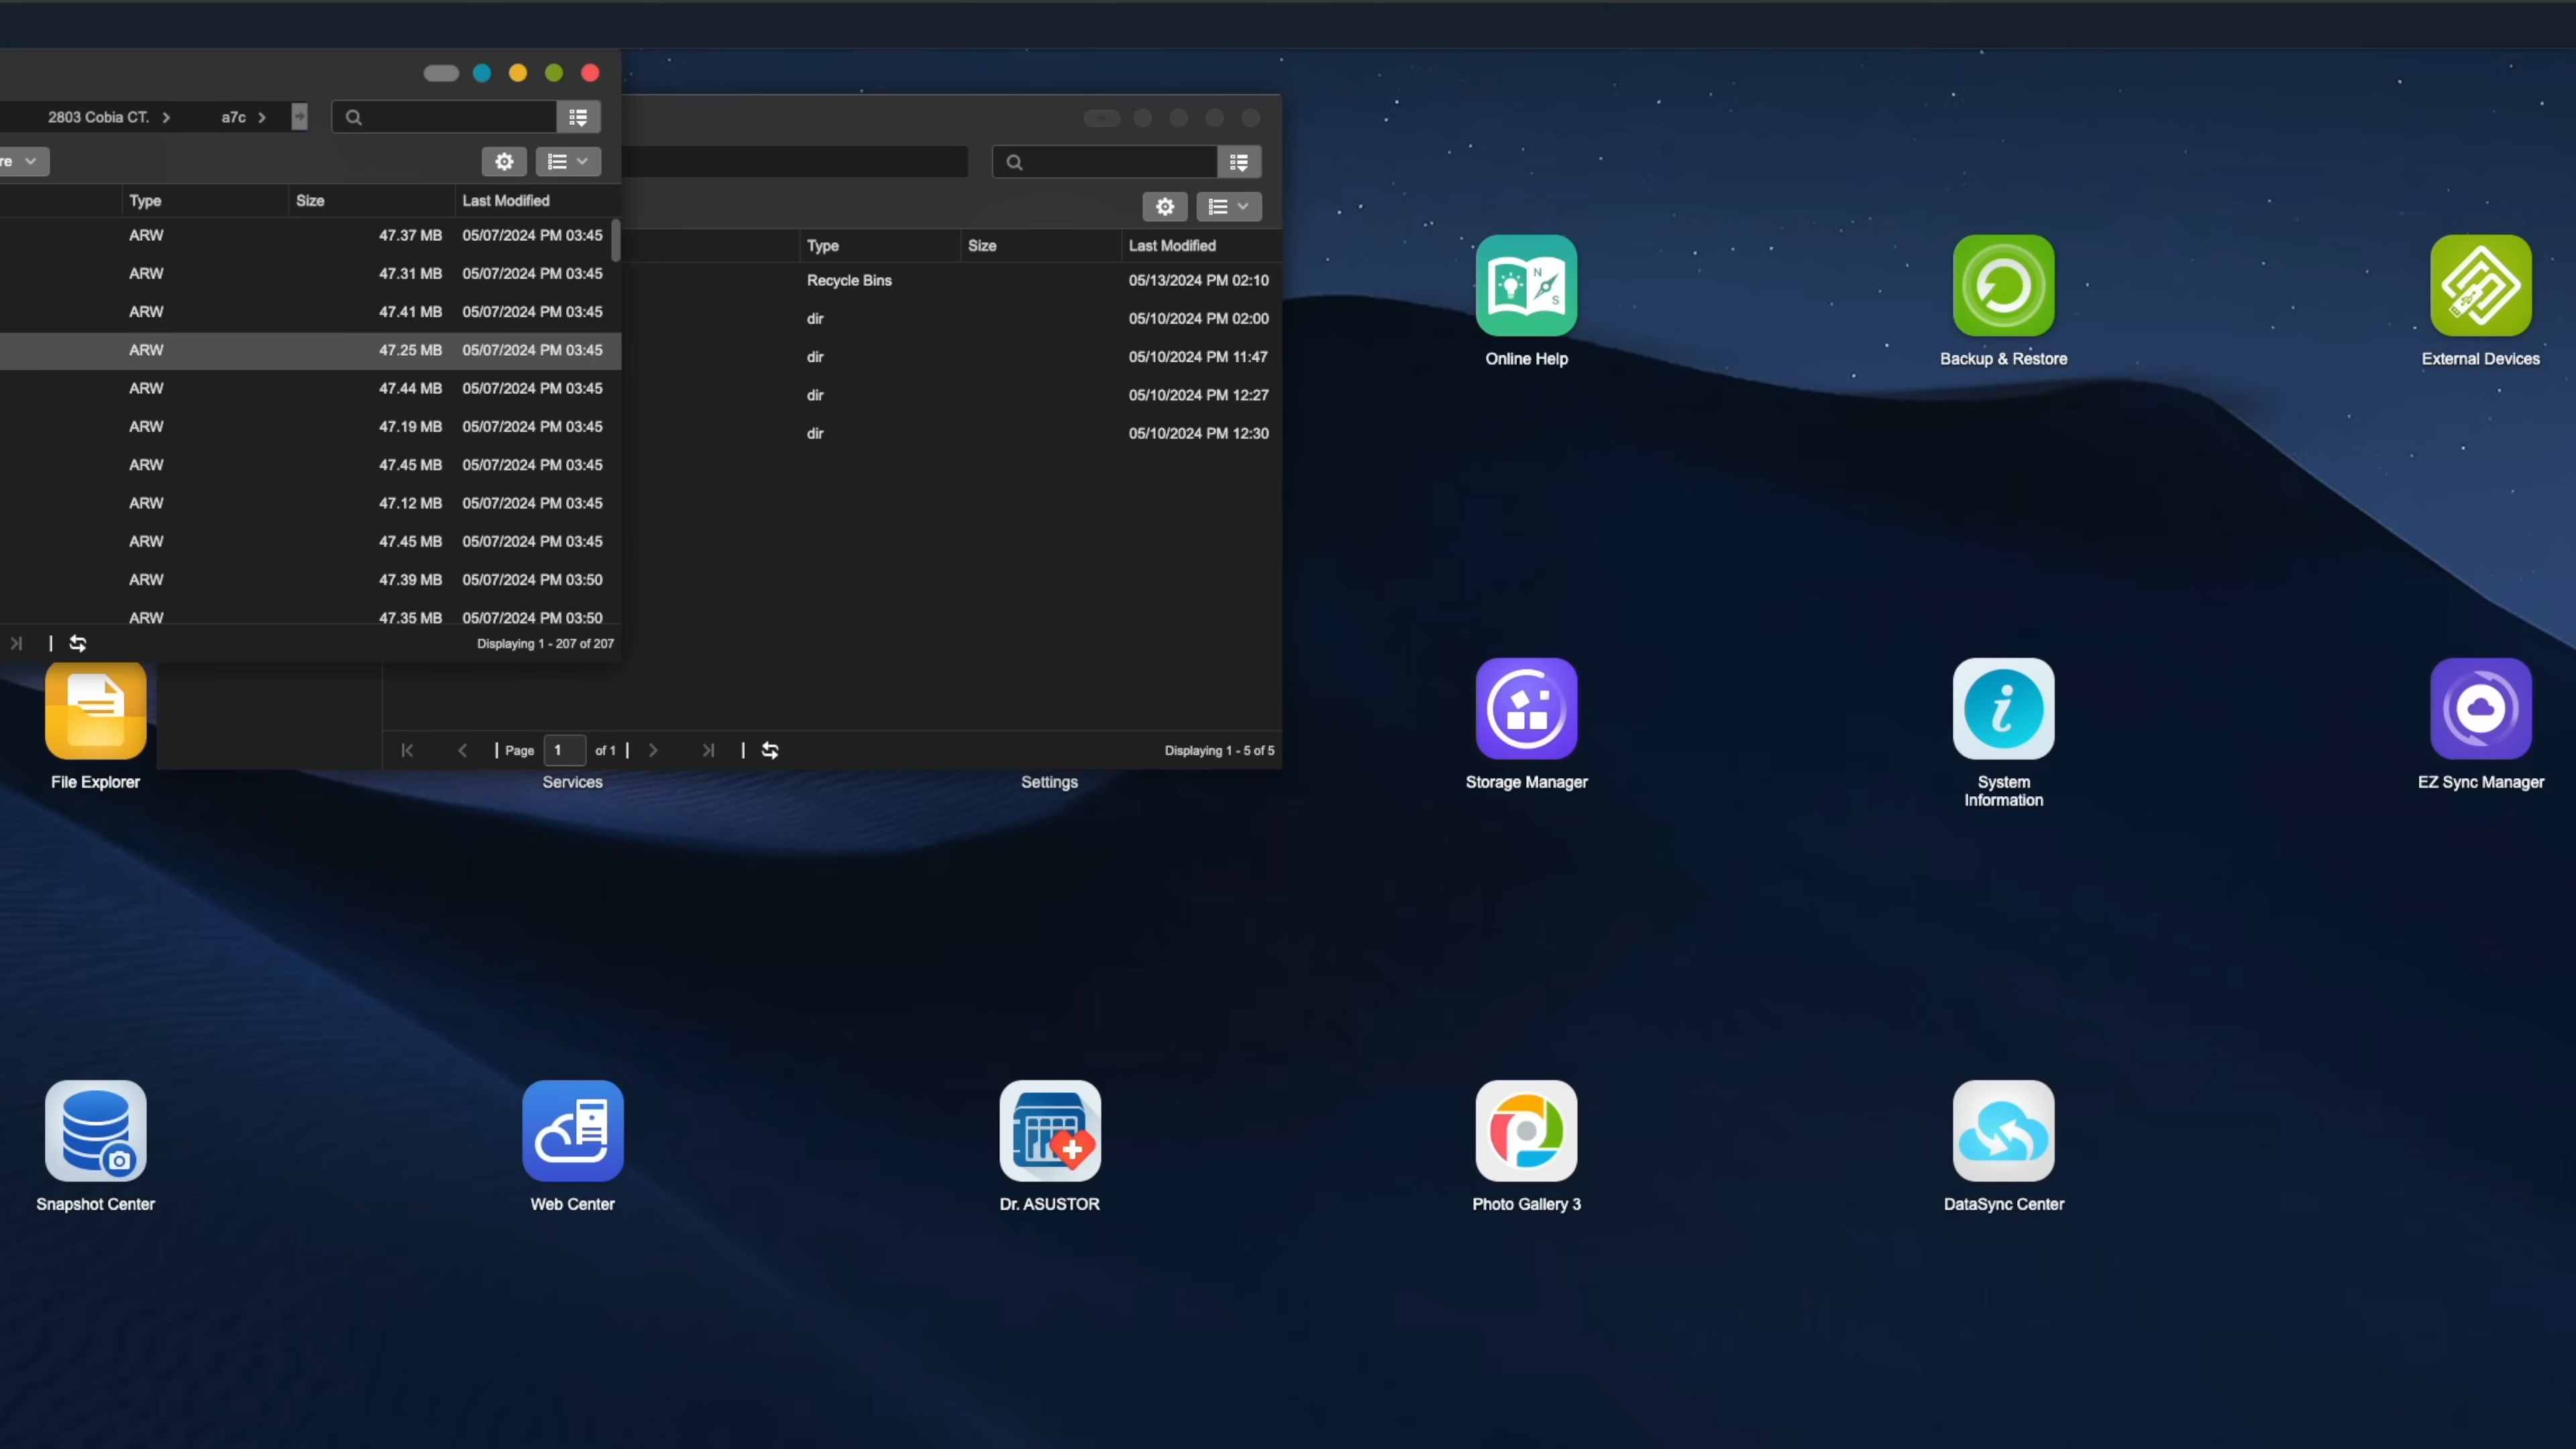 2803 Cobia CT.
a7c
re
Type Size Last Modified
ARW 47.37 MB 05/07/2024 PM 03:45
ARW 47.31 MB 05/07/2024 PM 03:45
ARW 47.41 MB 05/07/2024 PM 03:45
ARW 47.25 MB 05/07/2024 PM 03:45
ARW 47.44 MB 05/07/2024 PM 03:45
ARW 47.19 MB 05/07/2024 PM 03:45
ARW 47.45 MB 05/07/2024 PM 03:45
ARW 47.12 MB 05/07/2024 PM 03:45
ARW 47.45 MB 05/07/2024 PM 03:45
ARW 47.39 MB 05/07/2024 PM 03:50
ARW 47.35 MB 05/07/2024 PM 03:50
Displaying 1 - 207 of 207
Type Size Last Modified
Recycle Bins 05/13/2024 PM 02:10
dir 05/10/2024 PM 02:00
dir 05/10/2024 PM 11:47
dir 05/10/2024 PM 12:27
dir 05/10/2024 PM 12:30
Page 1 of 1
Displaying 1 - 5 of 5
N
S
Online Help
Backup & Restore
External Devices
File Explorer
Services
Settings
Storage Manager
i
System
Information
EZ Sync Manager
Snapshot Center
Web Center
Dr. ASUSTOR
Photo Gallery 3
DataSync Center